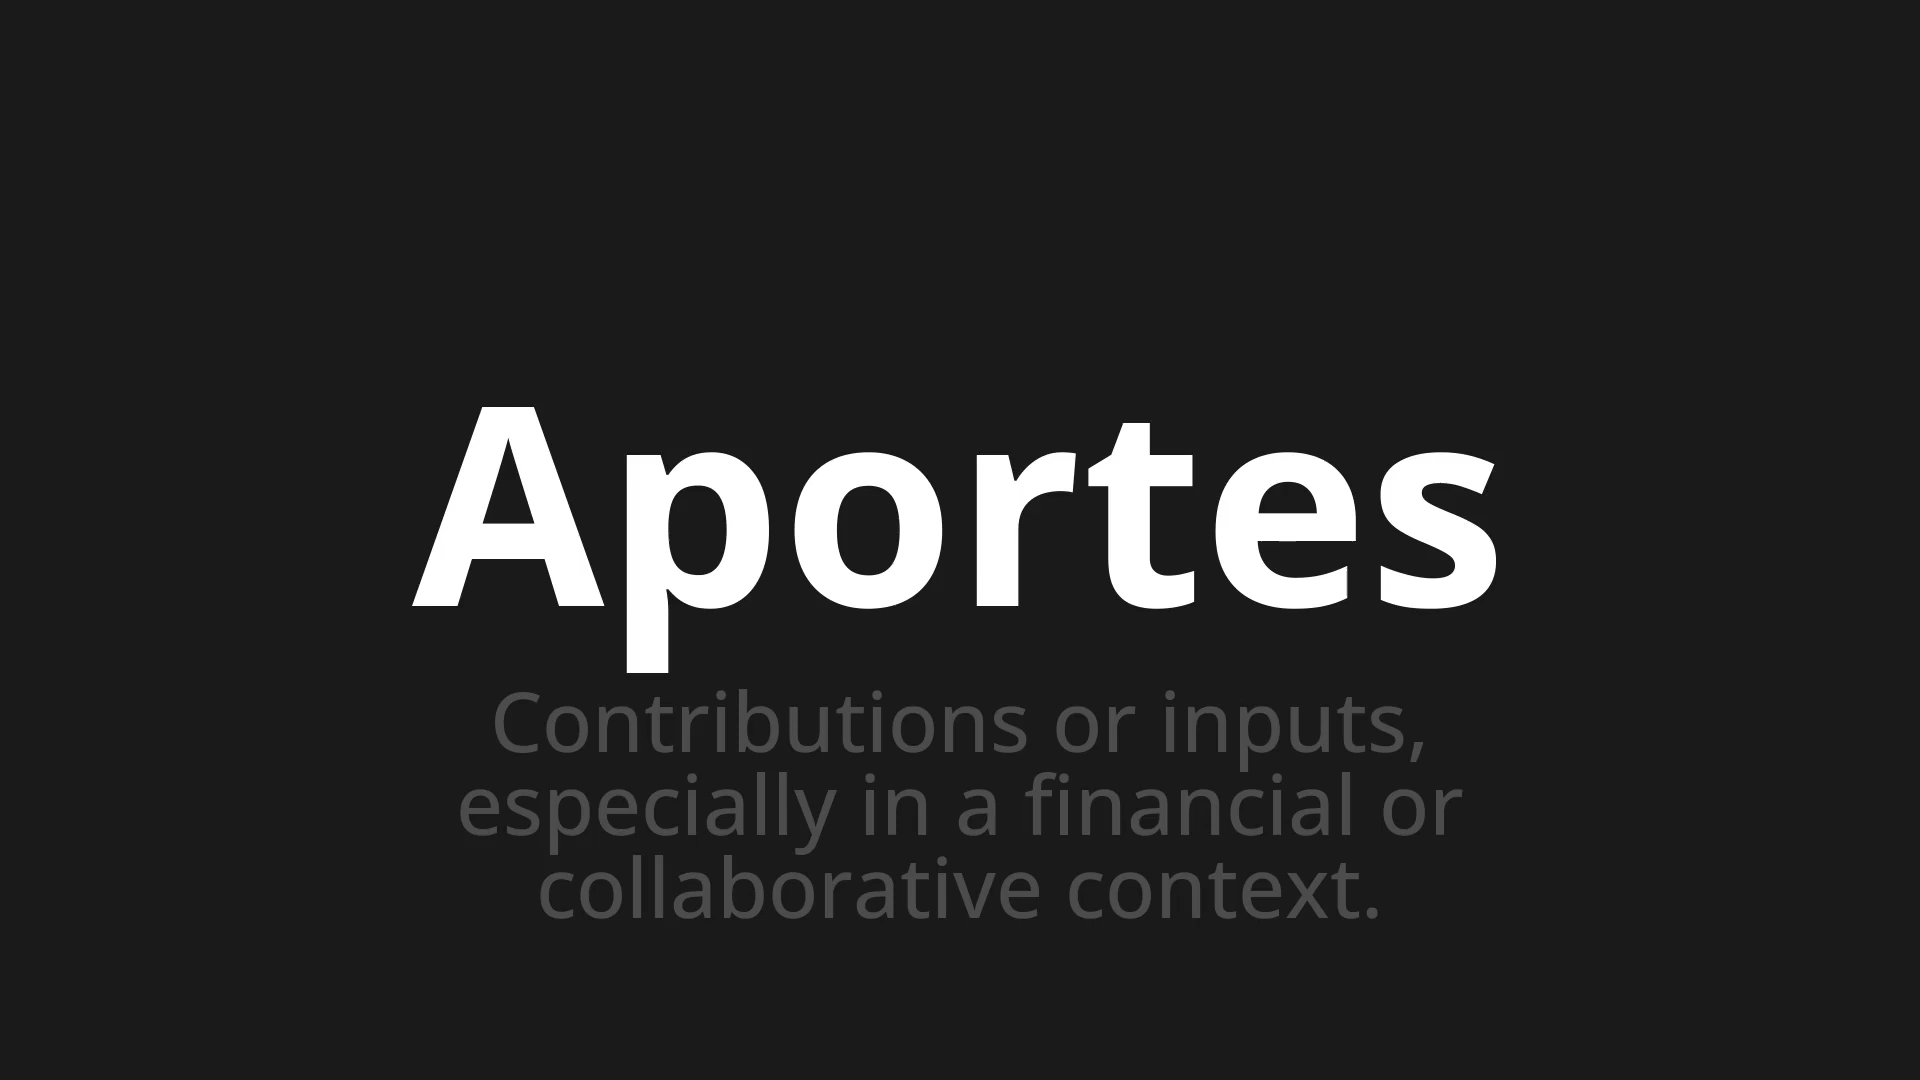 Aportes
Contributions or inputs,
especially in a financial or
collaborative context.